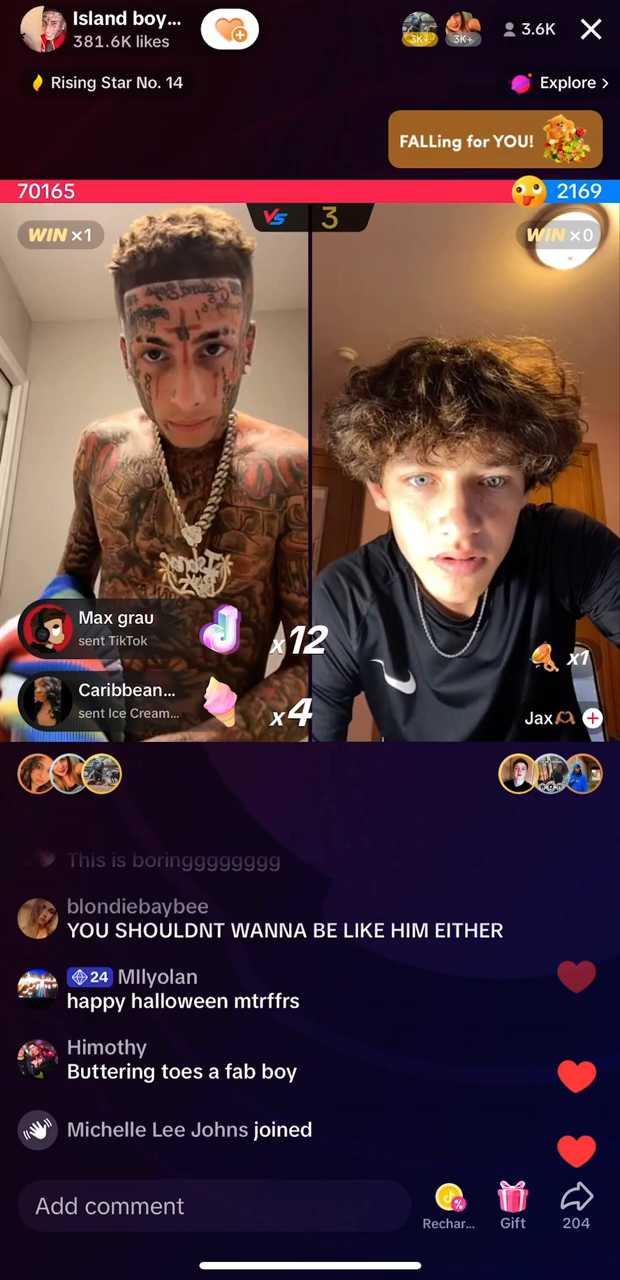 Island boy...
381.6K likes
3K+
3K+
3.6K
Rising Star No. 14
Explore >
FALLing for YOU!
70165
2169
WIN ×1
VS
3
WIN ×0
Max grau
sent TikTok
x12
Caribbean...
sent Ice Cream...
x4
x1
Jax
This is boringgggggggg
blondiebaybee
YOU SHOULDNT WANNA BE LIKE HIM EITHER
24 MIlyolan
happy halloween mtrffrs
Himothy
Buttering toes a fab boy
Michelle Lee Johns joined
Add comment
Rechar...
Gift
204